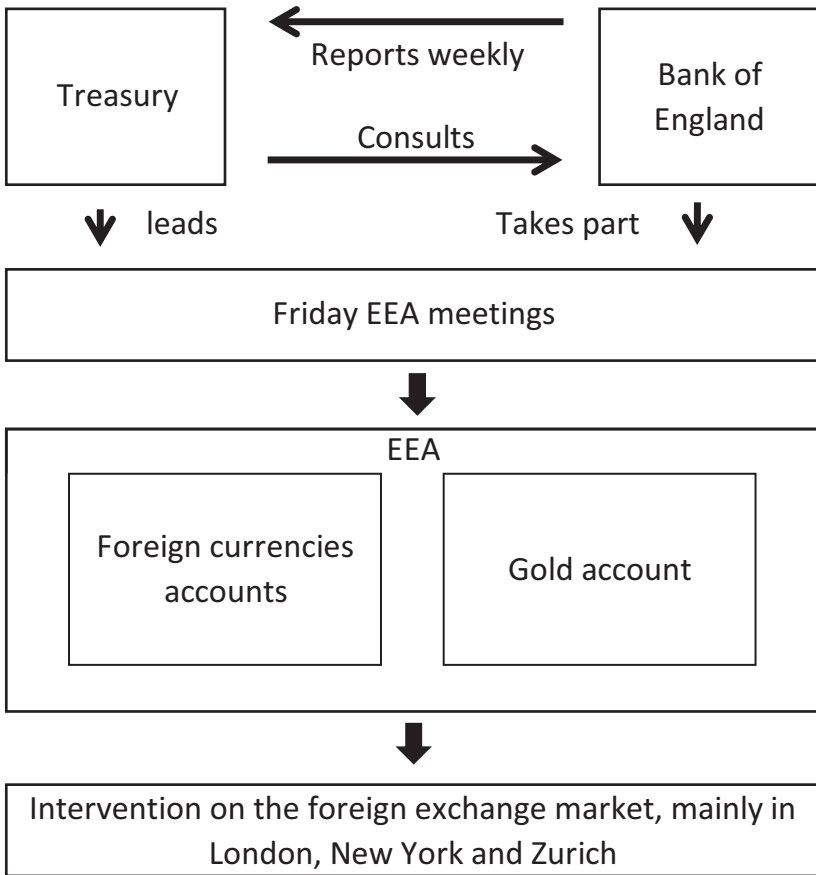 Reports weekly
Treasury
Bank of
England
Consults
leads
Takes part
Friday EEA meetings
EEA
Foreign currencies
accounts
Gold account
Intervention on the foreign exchange market, mainly in
London, New York and Zurich